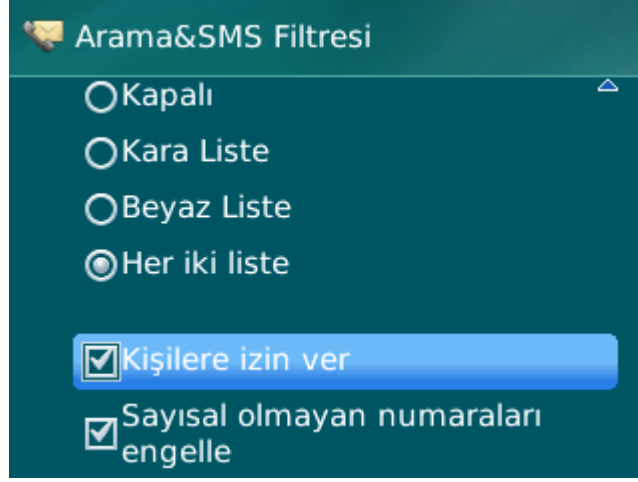 Arama&SMS Filtresi
Kapalı
Kara Liste
Beyaz Liste
Her iki liste
Kişilere izin ver
Sayısal olmayan numaraları
engelle